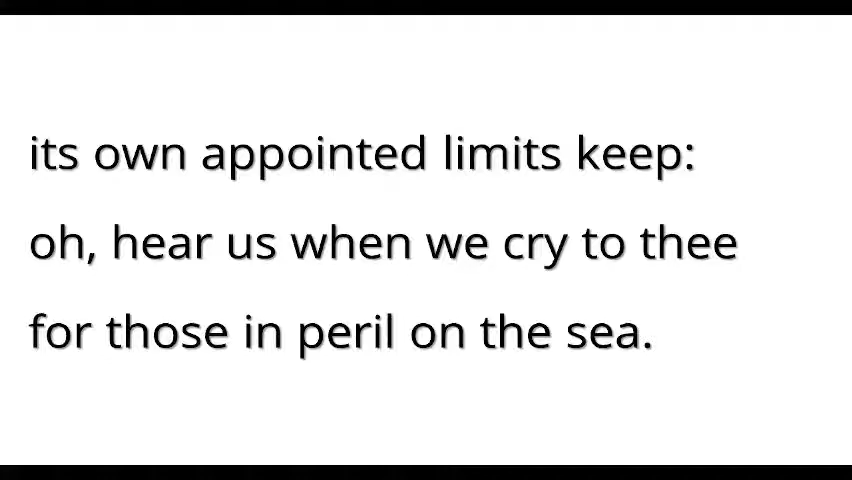 its own appointed limits keep:
oh, hear us when we cry to thee
for those in peril on the sea.